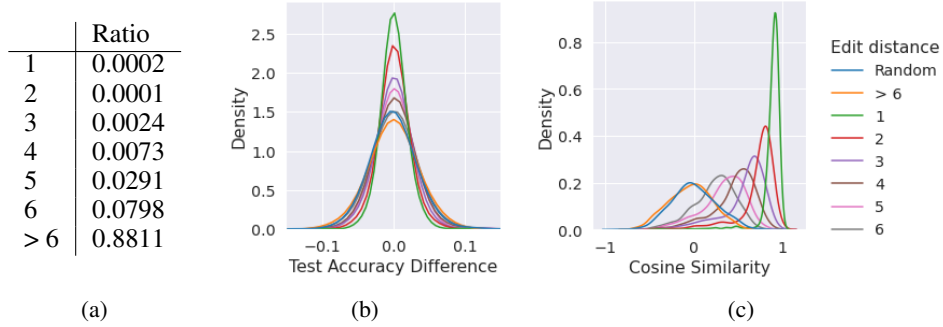 Ratio
1 0.0002
2 0.0001
3 0.0024
4 0.0073
5 0.0291
6 0.0798
> 6 0.8811
(a)
Density
2.5
2.0
1.5
1.0
0.5
0.0
−0.1 0.0 0.1
Test Accuracy Difference
(b)
Density
0.8
0.6
0.4
0.2
0.0
−1 0 1
Cosine Similarity
(c)
Edit distance
Random
> 6
1
2
3
4
5
6